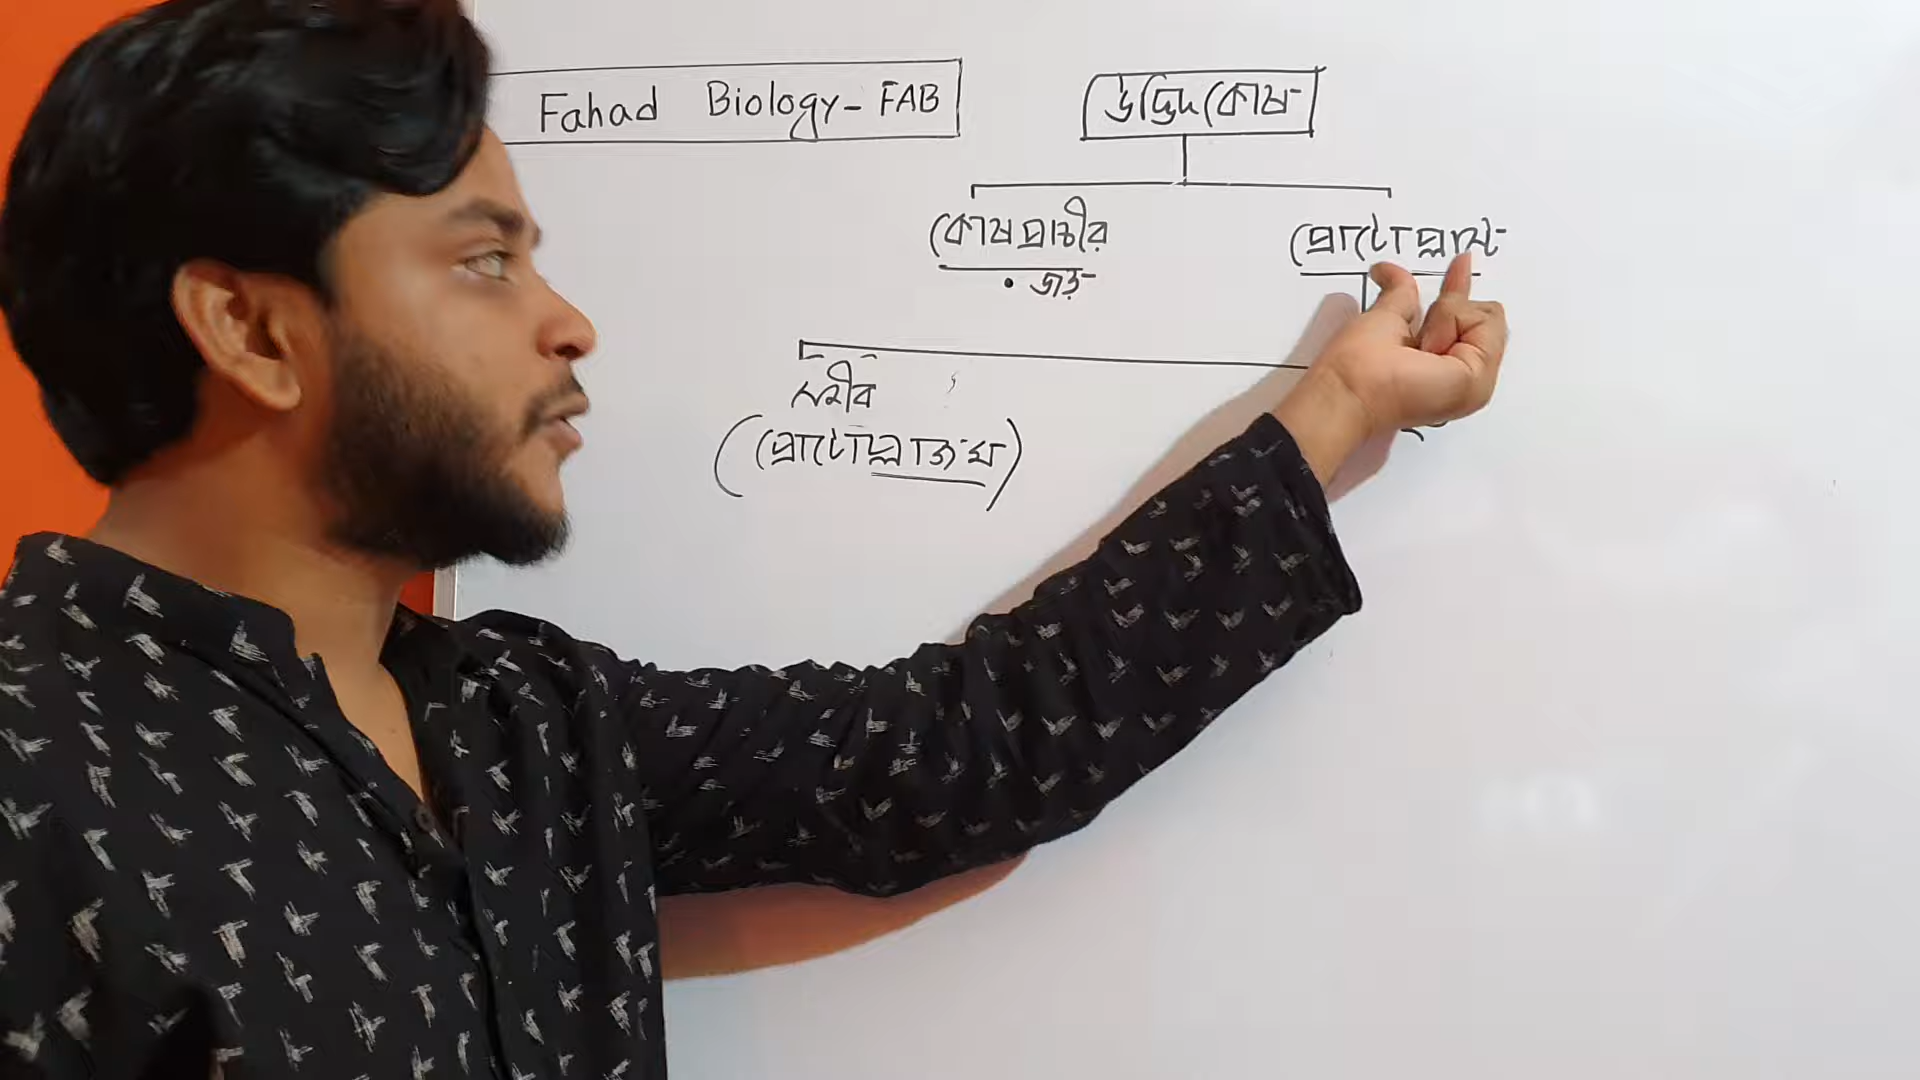 Fahad Biology-FAB
উদ্ভিদকোষ
কোষপ্রাচীর
প্রোটোপ্লাস্ট
• জড়
সজীব
(প্রোটোপ্লাজম)